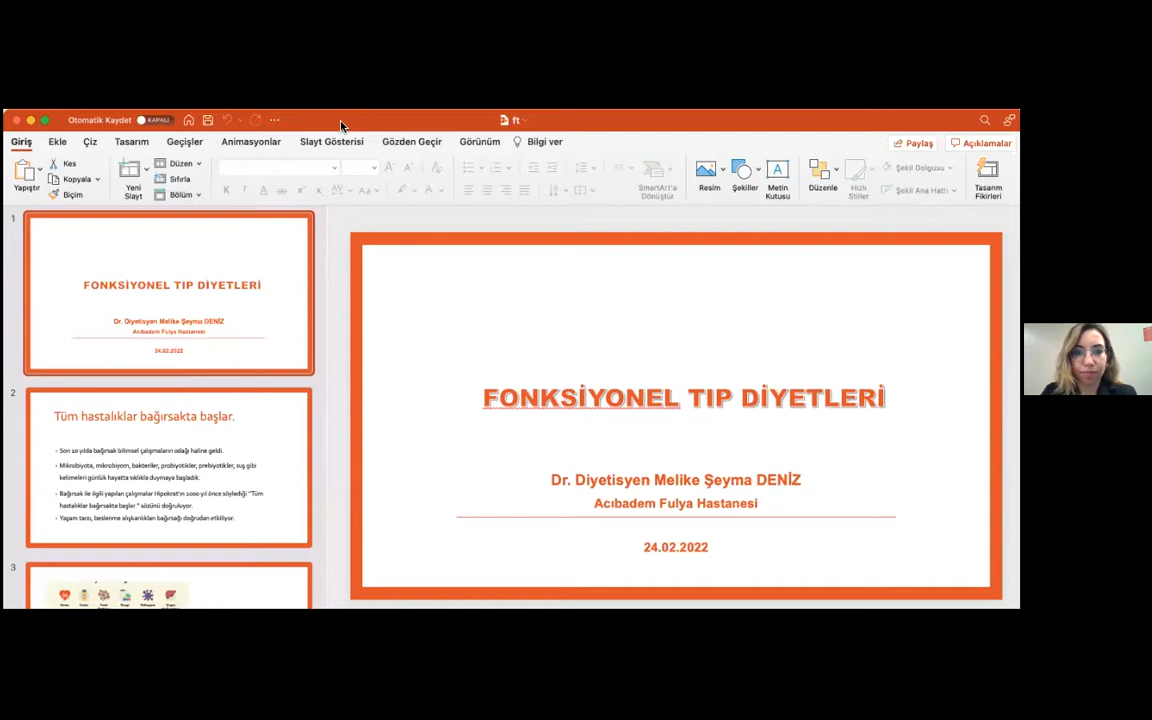 Otomatik Kaydet KAPALI ft
Giriş Ekle Çiz Tasarım Geçişler Animasyonlar Slayt Gösterisi Gözden Geçir Görünüm Bilgi ver Paylaş Açıklamalar
Yapıştır Kes Kopyala Biçim Yeni Slayt Düzen Sıfırla Bölüm
SmartArt'a Dönüştür Resim Şekiller Metin Kutusu Düzenle Hızlı Stiller Şekil Dolgusu Şekil Ana Hattı Tasarım Fikirleri
1
FONKSİYONEL TIP DİYETLERİ
Dr. Diyetisyen Melike Şeyma DENİZ
Acıbadem Fulya Hastanesi
24.02.2022
2
Tüm hastalıklar bağırsakta başlar.
• Son 10 yılda bağırsak bilimsel çalışmaların odağı haline geldi.
• Mikrobiyota, mikrobiyom, bakteriler, probiyotikler, prebiyotikler, suş gibi
kelimeleri günlük hayatta sıklıkla duymaya başladık.
• Bağırsak ile ilgili yapılan çalışmalar Hipokrat'ın 2000 yıl önce söylediği "Tüm
hastalıklar bağırsakta başlar " sözünü doğruluyor.
• Yaşam tarzı, beslenme alışkanlıkları bağırsağı doğrudan etkiliyor.
3
FONKSİYONEL TIP DİYETLERİ
Dr. Diyetisyen Melike Şeyma DENİZ
Acıbadem Fulya Hastanesi
24.02.2022